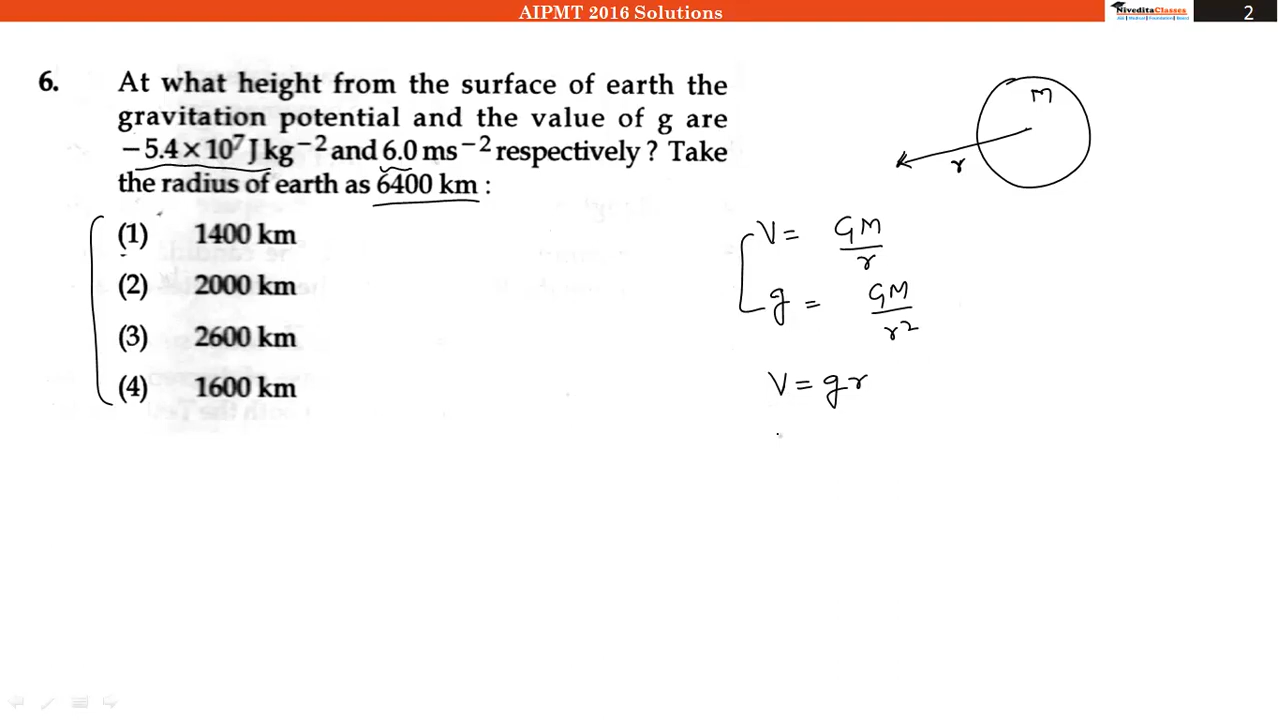 AIPMT 2016 Solutions
NiveditaClasses
2
6. At what height from the surface of earth the
gravitation potential and the value of g are
−5.4×10⁷ J kg⁻² and 6.0 ms⁻² respectively ? Take
the radius of earth as 6400 km :
(1) 1400 km
(2) 2000 km
(3) 2600 km
(4) 1600 km
M
r
V = GM/r
g = GM/r²
V = gr